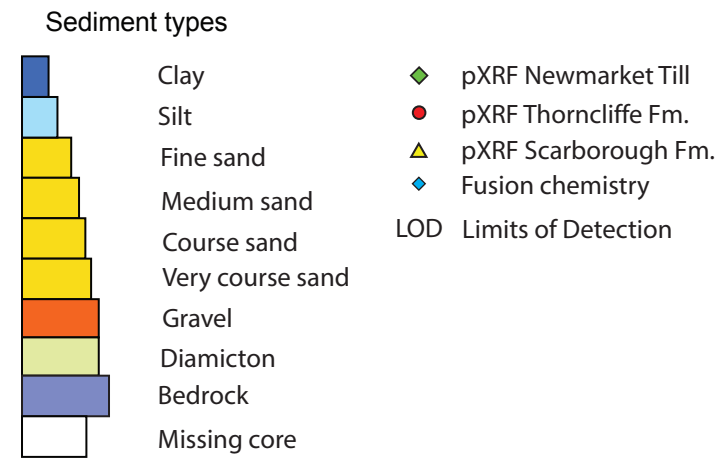 Sediment types
Clay
Silt
Fine sand
Medium sand
Course sand
Very course sand
Gravel
Diamicton
Bedrock
Missing core
pXRF Newmarket Till
pXRF Thorncliffe Fm.
pXRF Scarborough Fm.
Fusion chemistry
LOD Limits of Detection